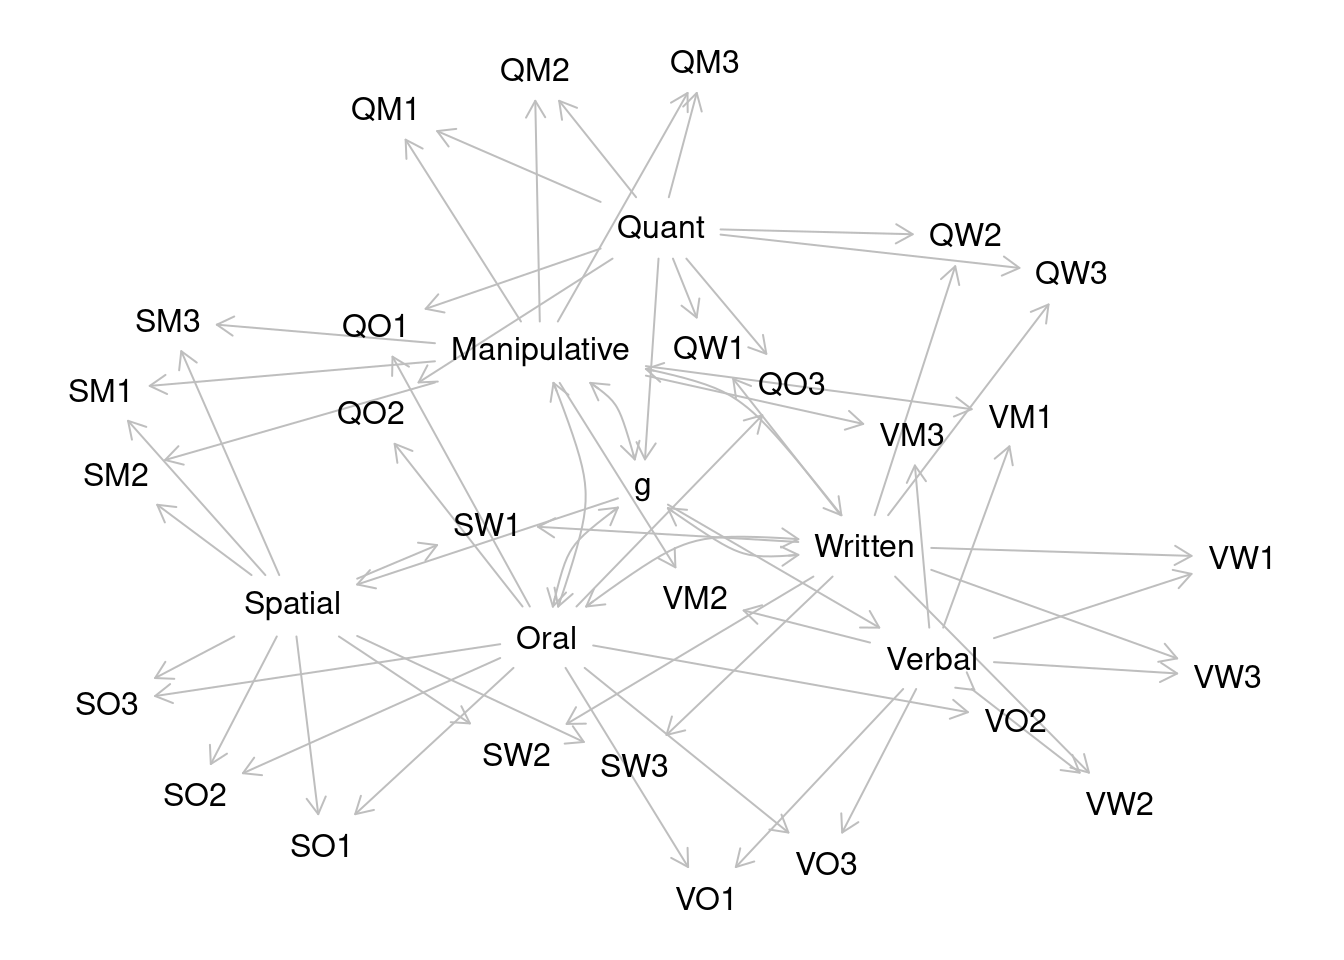 QM3
QM2
QM1
Quant
QW2
QW3
SM3
QO1
Manipulative
QW1
QO3
SM1
QO2
VM1
VM3
SM2
g
SW1
Written
VW1
Spatial
VM2
Oral
Verbal
VW3
SO3
VO2
SW2
SW3
SO2
VW2
SO1
VO3
VO1